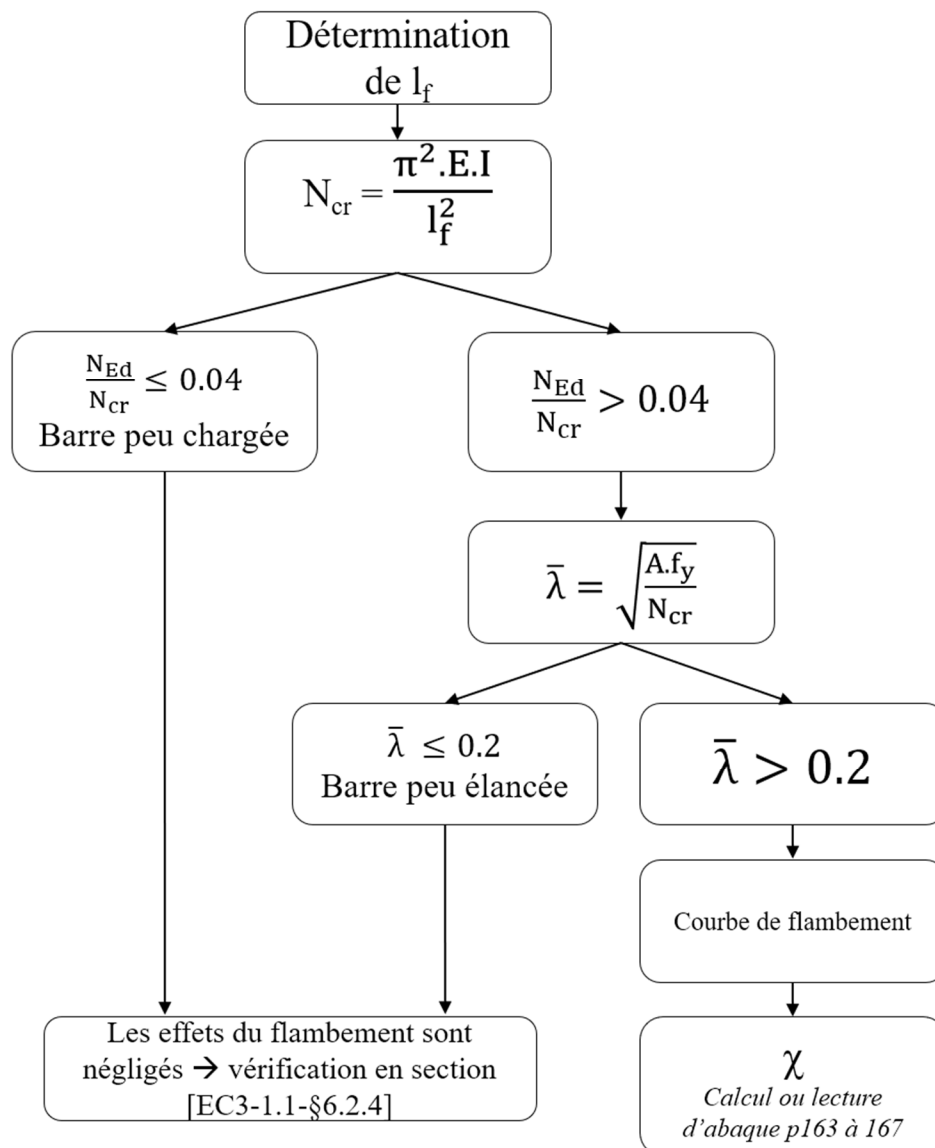 Détermination
de l_f
N_cr = π².E.I / l_f²
N_Ed / N_cr ≤ 0.04
Barre peu chargée
N_Ed / N_cr > 0.04
λ̄ = √(A.f_y / N_cr)
λ̄ ≤ 0.2
Barre peu élancée
λ̄ > 0.2
Courbe de flambement
Les effets du flambement sont
négligés → vérification en section
[EC3-1.1-§6.2.4]
χ
Calcul ou lecture
d'abaque p163 à 167